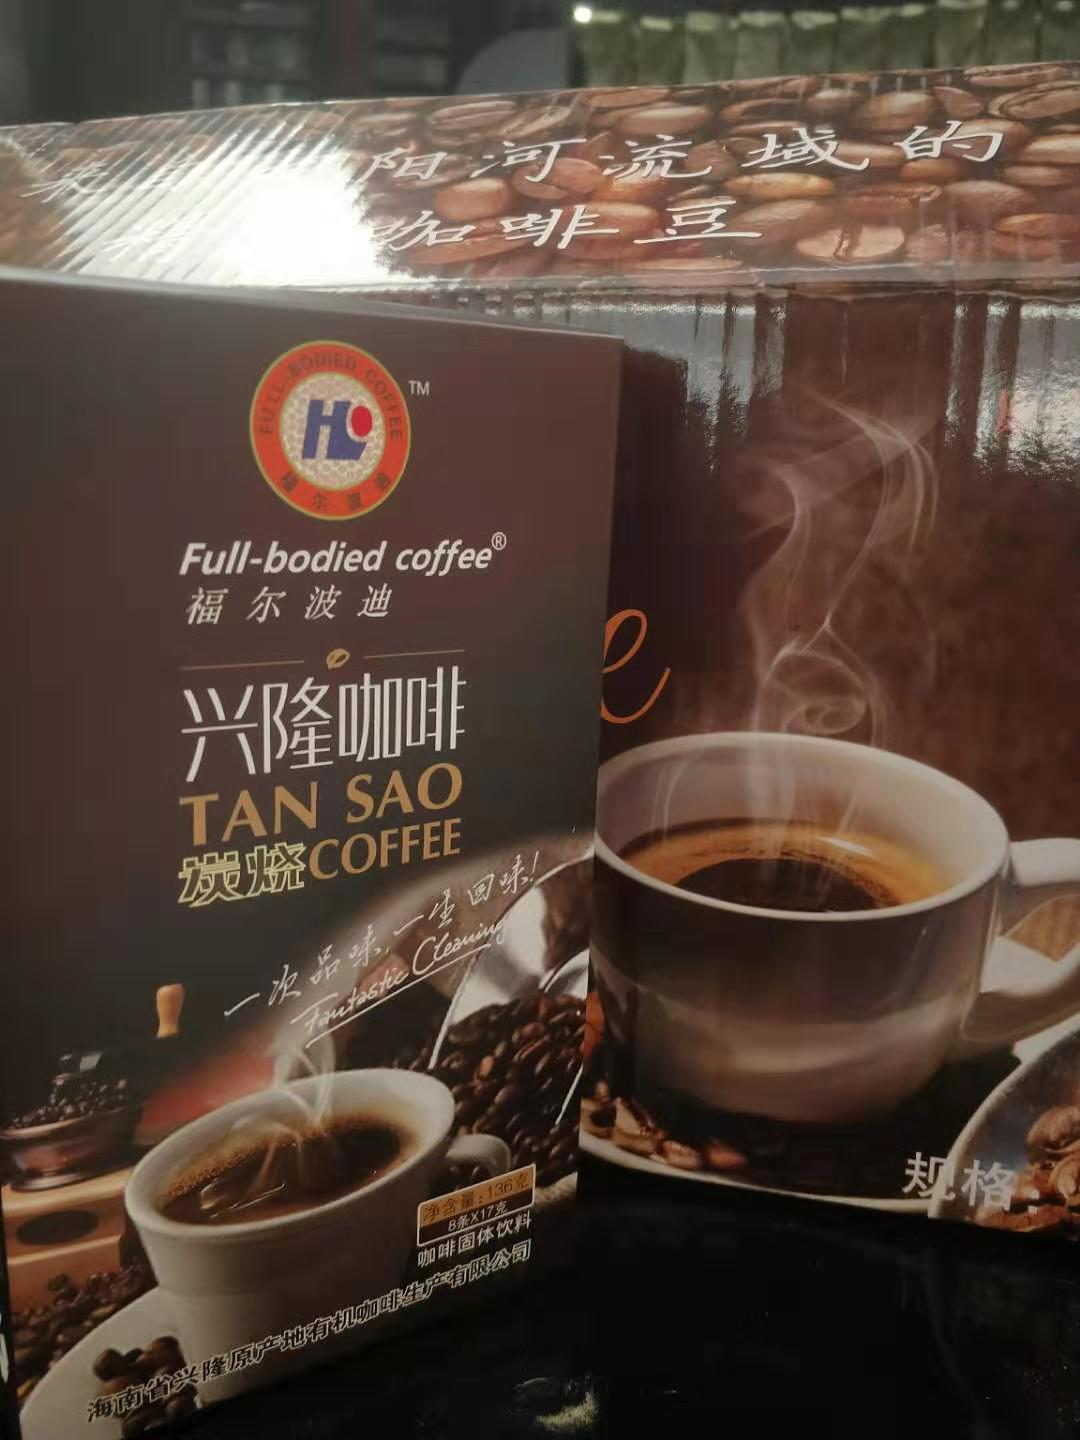 阳河流域的
咖啡豆
FULL-BODIED COFFEE
HL
TM
福尔波迪
Full-bodied coffee®
福尔波迪
兴隆咖啡
TAN SAO
炭烧COFFEE
一次品味,一生回味!
Fantastic Cleaning
e
净含量:136克
8条X17克
咖啡固体饮料
海南省兴隆原产地有机咖啡生产有限公司
规格